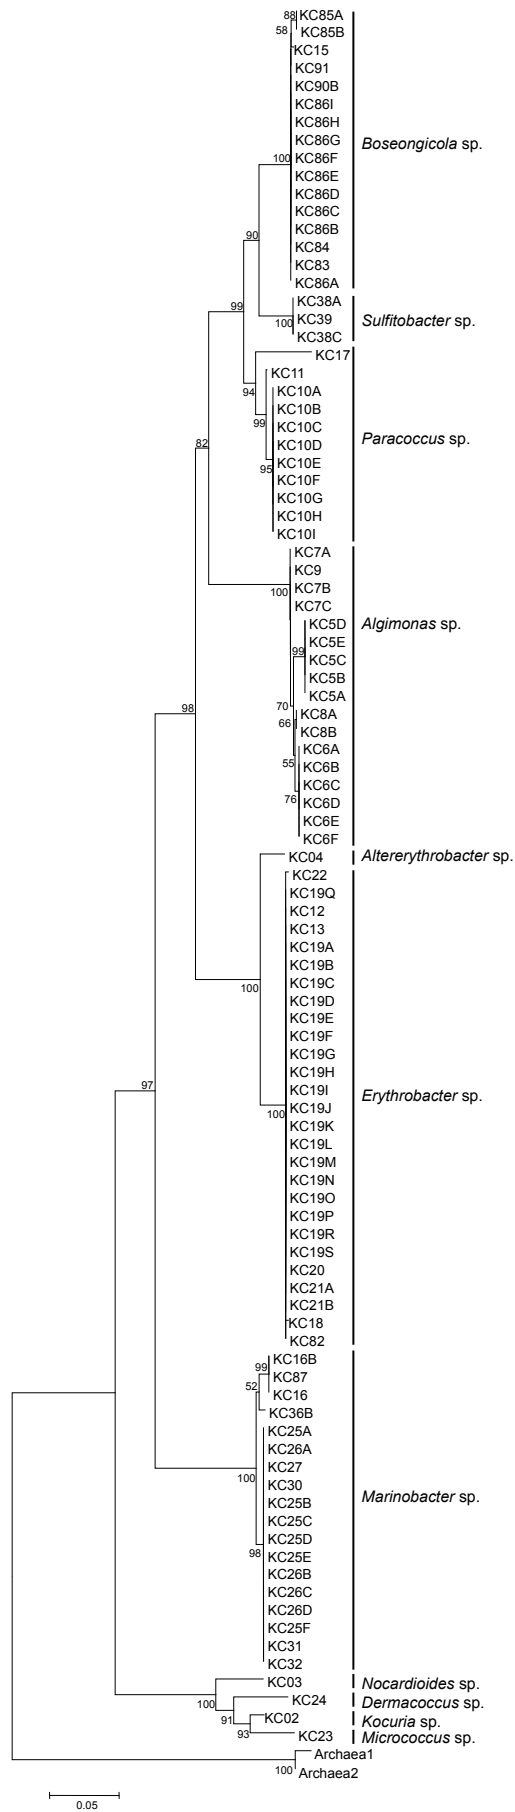 88 KC85A
58 KC85B
KC15
KC91
KC90B
KC86I
KC86H
KC86G Boseongicola sp.
100 KC86F
KC86E
KC86D
KC86C
KC86B
90
KC84
KC83
KC86A
KC38A
99
100 KC39 Sulfitobacter sp.
KC38C
KC17
KC11
94 KC10A
KC10B
99 KC10C
82 KC10D Paracoccus sp.
KC10E
95 KC10F
KC10G
KC10H
KC10I
KC7A
KC9
100 KC7B
KC7C
KC5D Algimonas sp.
KC5E
99 KC5C
KC5B
KC5A
70
98 KC8A
66 KC8B
KC6A
55 KC6B
KC6C
76 KC6D
KC6E
KC6F
KC04 Altererythrobacter sp.
KC22
KC19Q
KC12
KC13
KC19A
KC19B
100 KC19C
KC19D
KC19E
KC19F
KC19G
KC19H
97 KC19I Erythrobacter sp.
100 KC19J
KC19K
KC19L
KC19M
KC19N
KC19O
KC19P
KC19R
KC19S
KC20
KC21A
KC21B
KC18
KC82
KC16B
99 KC87
52 KC16
KC36B
KC25A
KC26A
100 KC27
KC30
KC25B Marinobacter sp.
KC25C
KC25D
98 KC25E
KC26B
KC26C
KC26D
KC25F
KC31
KC32
KC03 Nocardioides sp.
100 KC24 Dermacoccus sp.
91 KC02 Kocuria sp.
93 KC23 Micrococcus sp.
Archaea1
100 Archaea2
0.05